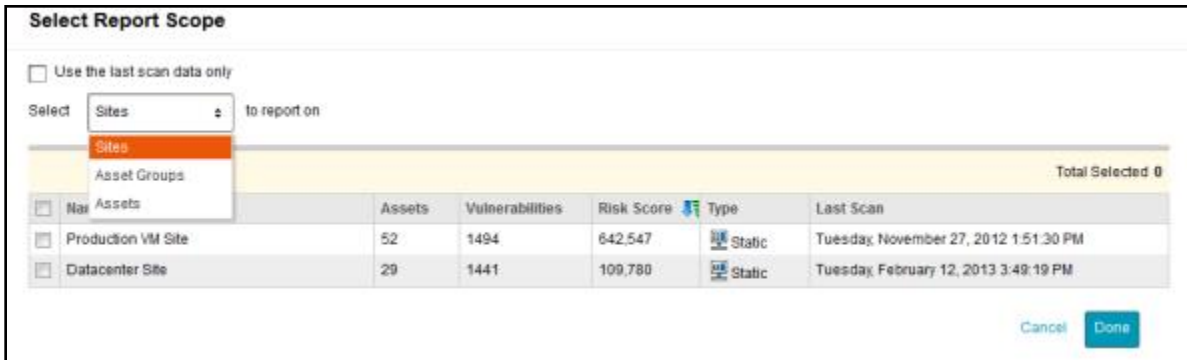 Select Report Scope
Use the last scan data only
Select Sites to report on
Sites
Asset Groups
Assets
Total Selected 0
Assets Vulnerabilities Risk Score Type Last Scan
Production VM Site 52 1494 642,547 Static Tuesday, November 27, 2012 1:51:30 PM
Datacenter Site 29 1441 109,780 Static Tuesday, February 12, 2013 3:49:19 PM
Cancel Done